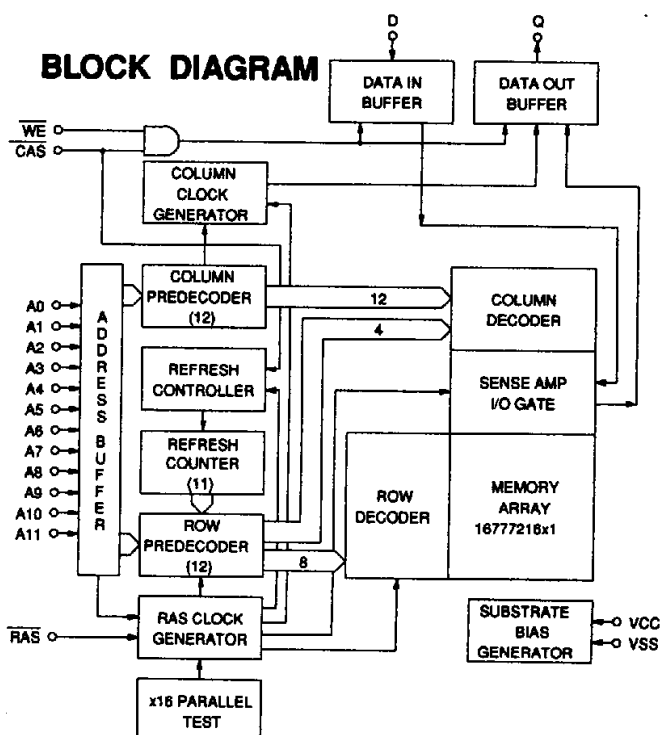 D
Q
BLOCK DIAGRAM
DATA IN
BUFFER
DATA OUT
BUFFER
WE
CAS
COLUMN
CLOCK
GENERATOR
COLUMN
PREDECODER
(12)
12
4
COLUMN
DECODER
A0
A1
A2
A3
A4
A5
A6
A7
A8
A9
A10
A11
ADDRESS BUFFER
REFRESH
CONTROLLER
SENSE AMP
I/O GATE
REFRESH
COUNTER
(11)
ROW
DECODER
MEMORY
ARRAY
16777216x1
ROW
PREDECODER
(12)
8
RAS
RAS CLOCK
GENERATOR
SUBSTRATE
BIAS
GENERATOR
VCC
VSS
x16 PARALLEL
TEST